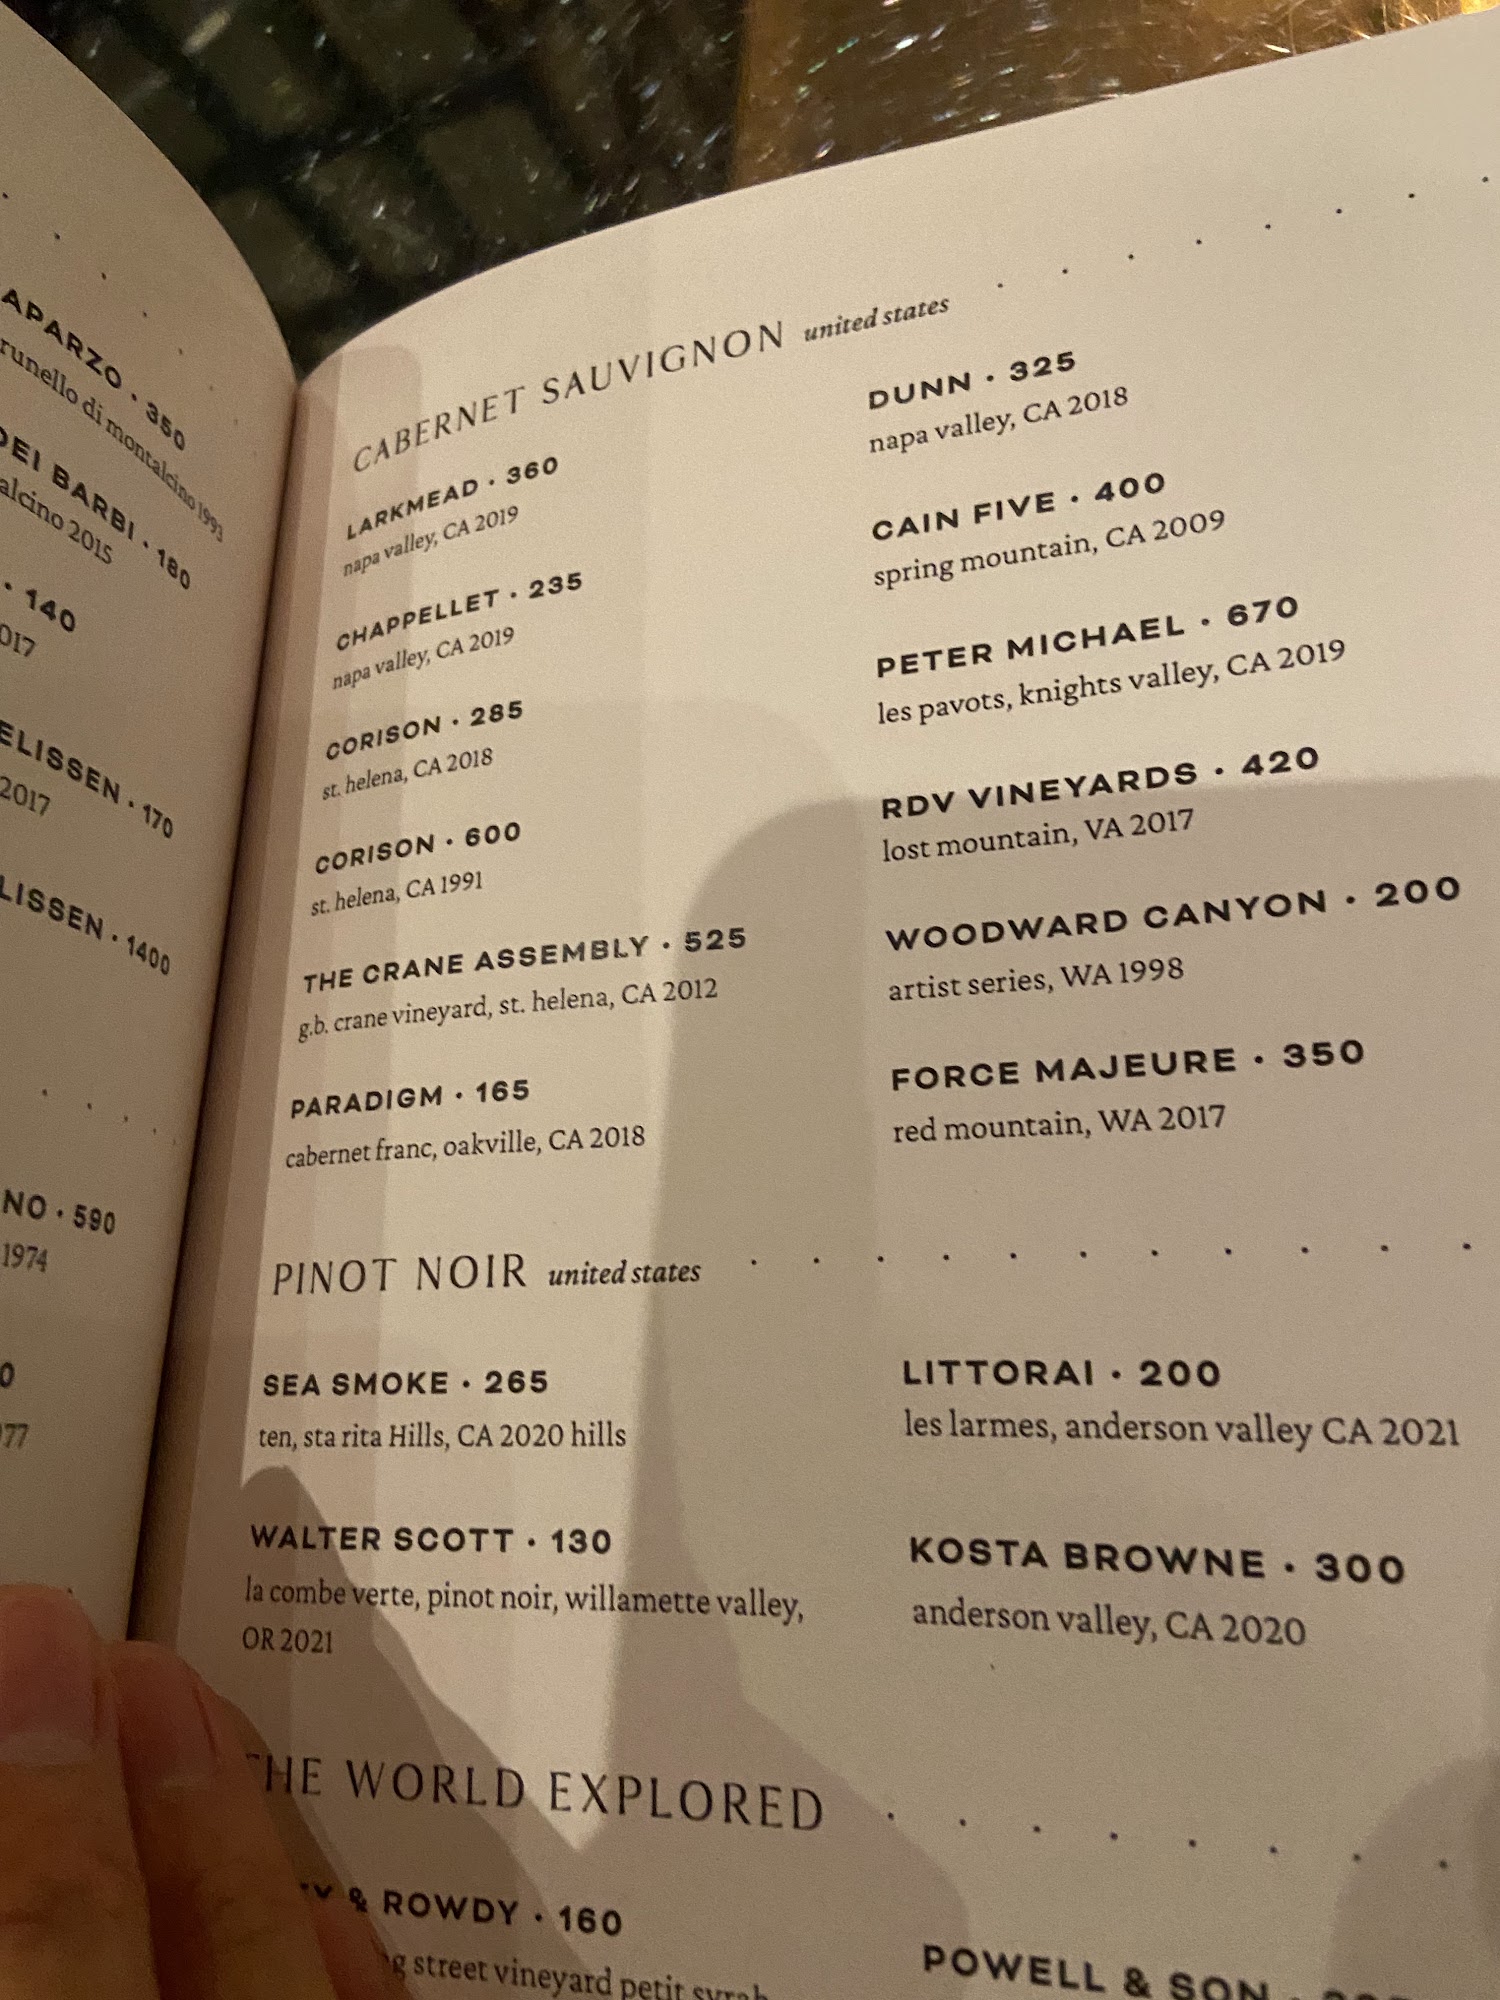 APARZO · 350
runello di montalcino 1993
DEI BARBI · 180
alcino 2015
· 140
017
ELISSEN · 170
2017
LISSEN · 1400
NO · 590
1974
0
77
CABERNET SAUVIGNON united states
LARKMEAD · 360
napa valley, CA 2019
CHAPPELLET · 235
napa valley, CA 2019
CORISON · 285
st. helena, CA 2018
CORISON · 600
st. helena, CA 1991
THE CRANE ASSEMBLY · 525
g.b. crane vineyard, st. helena, CA 2012
PARADIGM · 165
cabernet franc, oakville, CA 2018
DUNN · 325
napa valley, CA 2018
CAIN FIVE · 400
spring mountain, CA 2009
PETER MICHAEL · 670
les pavots, knights valley, CA 2019
RDV VINEYARDS · 420
lost mountain, VA 2017
WOODWARD CANYON · 200
artist series, WA 1998
FORCE MAJEURE · 350
red mountain, WA 2017
PINOT NOIR united states
SEA SMOKE · 265
ten, sta rita Hills, CA 2020 hills
WALTER SCOTT · 130
la combe verte, pinot noir, willamette valley,
OR 2021
LITTORAI · 200
les larmes, anderson valley CA 2021
KOSTA BROWNE · 300
anderson valley, CA 2020
THE WORLD EXPLORED
& ROWDY · 160
street vineyard petit syrah
POWELL & SON ·